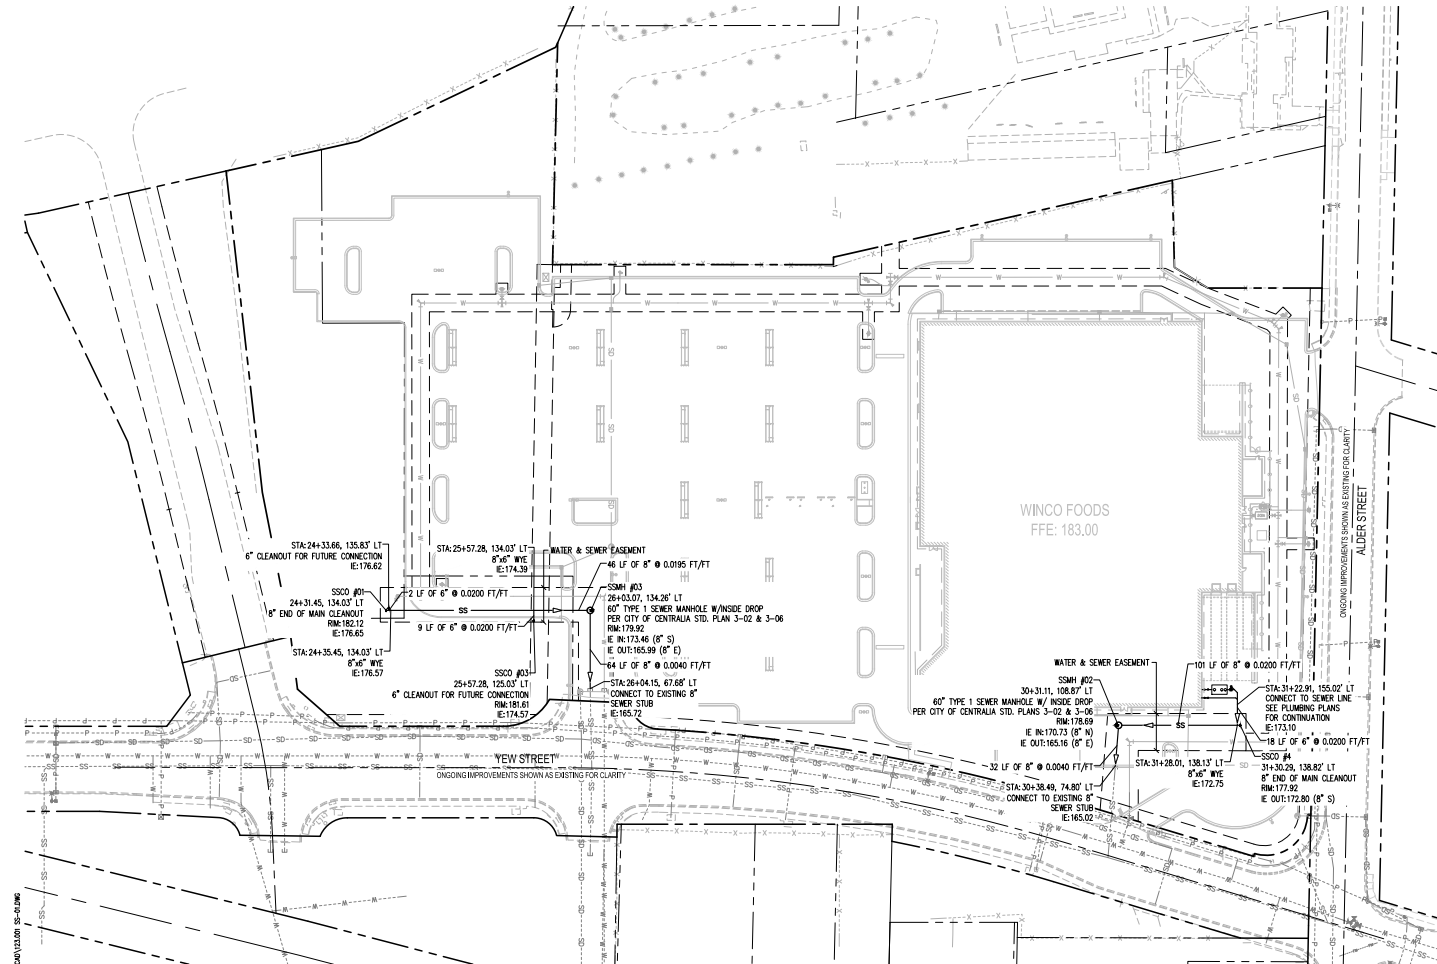 STA:24+33.66, 135.83' LT
6" CLEANOUT FOR FUTURE CONNECTION
IE:176.62
SSCO #01
24+31.45, 134.03' LT
8" END OF MAIN CLEANOUT
RIM:182.12
IE:176.65
STA:24+35.45, 134.03' LT
8"x6" WYE
IE:176.57
2 LF OF 6" @ 0.0200 FT/FT
SS
9 LF OF 6" @ 0.0200 FT/FT
STA:25+57.28, 134.03' LT
8"x6" WYE
IE:174.39
SSCO #03
25+57.28, 125.03' LT
6" CLEANOUT FOR FUTURE CONNECTION
RIM:181.61
IE:174.57
WATER & SEWER EASEMENT
46 LF OF 8" @ 0.0195 FT/FT
SSMH #03
26+03.07, 134.26' LT
60" TYPE 1 SEWER MANHOLE W/INSIDE DROP
PER CITY OF CENTRALIA STD. PLAN 3-02 & 3-06
RIM:179.92
IE IN:173.46 (8" S)
IE OUT:165.99 (8" E)
64 LF OF 8" @ 0.0040 FT/FT
STA:26+04.15, 67.68' LT
CONNECT TO EXISTING 8"
SEWER STUB
IE:165.72
WINCO FOODS
FFE: 183.00
ONGOING IMPROVEMENTS SHOWN AS EXISTING FOR CLARITY
ALDER STREET
WATER & SEWER EASEMENT
SSMH #02
30+31.11, 108.87' LT
60" TYPE 1 SEWER MANHOLE W/ INSIDE DROP
PER CITY OF CENTRALIA STD. PLANS 3-02 & 3-06
RIM:178.69
IE IN:170.73 (8" N)
IE OUT:165.16 (8" E)
101 LF OF 8" @ 0.0200 FT/FT
SS
STA:31+22.91, 155.02' LT
CONNECT TO SEWER LINE
SEE PLUMBING PLANS
FOR CONTINUATION
IE:173.10
18 LF OF 6" @ 0.0200 FT/FT
SSCO #4
31+30.29, 138.82' LT
8" END OF MAIN CLEANOUT
RIM:177.92
IE OUT:172.80 (8" S)
STA:31+28.01, 138.13' LT
8"x6" WYE
IE:172.75
32 LF OF 8" @ 0.0040 FT/FT
STA:30+38.49, 74.80' LT
CONNECT TO EXISTING 8"
SEWER STUB
IE:165.02
YEW STREET
ONGOING IMPROVEMENTS SHOWN AS EXISTING FOR CLARITY